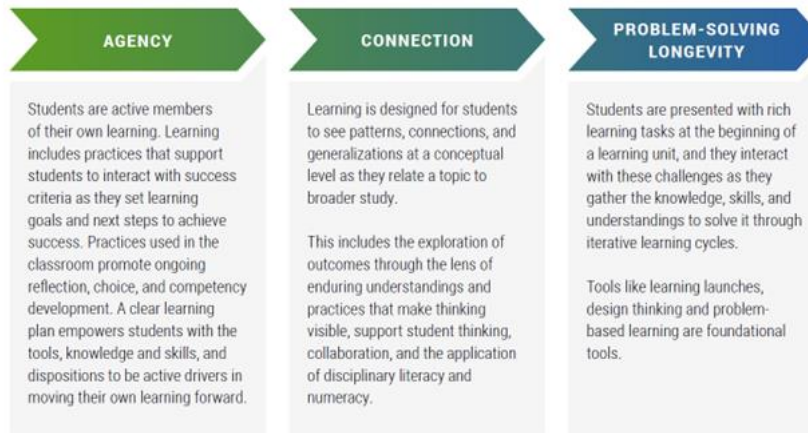 AGENCY
Students are active members
of their own learning. Learning
includes practices that support
students to interact with success
criteria as they set learning
goals and next steps to achieve
success. Practices used in the
classroom promote ongoing
reflection, choice, and competency
development. A clear learning
plan empowers students with the
tools, knowledge and skills, and
dispositions to be active drivers in
moving their own learning forward.
CONNECTION
Learning is designed for students
to see patterns, connections, and
generalizations at a conceptual
level as they relate a topic to
broader study.
This includes the exploration of
outcomes through the lens of
enduring understandings and
practices that make thinking
visible, support student thinking,
collaboration, and the application
of disciplinary literacy and
numeracy.
PROBLEM-SOLVING
LONGEVITY
Students are presented with rich
learning tasks at the beginning of
a learning unit, and they interact
with these challenges as they
gather the knowledge, skills, and
understandings to solve it through
iterative learning cycles.
Tools like learning launches,
design thinking and problem-
based learning are foundational
tools.